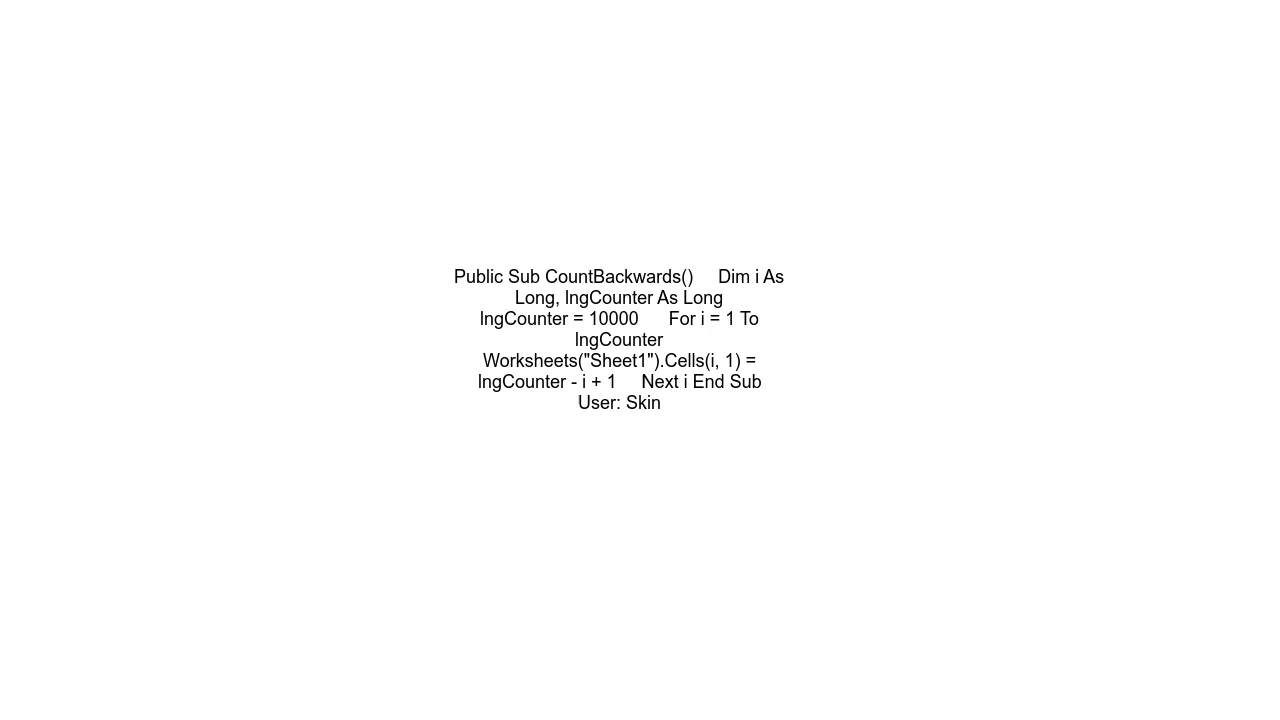 Public Sub CountBackwards()     Dim i As
Long, lngCounter As Long
lngCounter = 10000      For i = 1 To
lngCounter
Worksheets("Sheet1").Cells(i, 1) =
lngCounter - i + 1     Next i End Sub
User: Skin